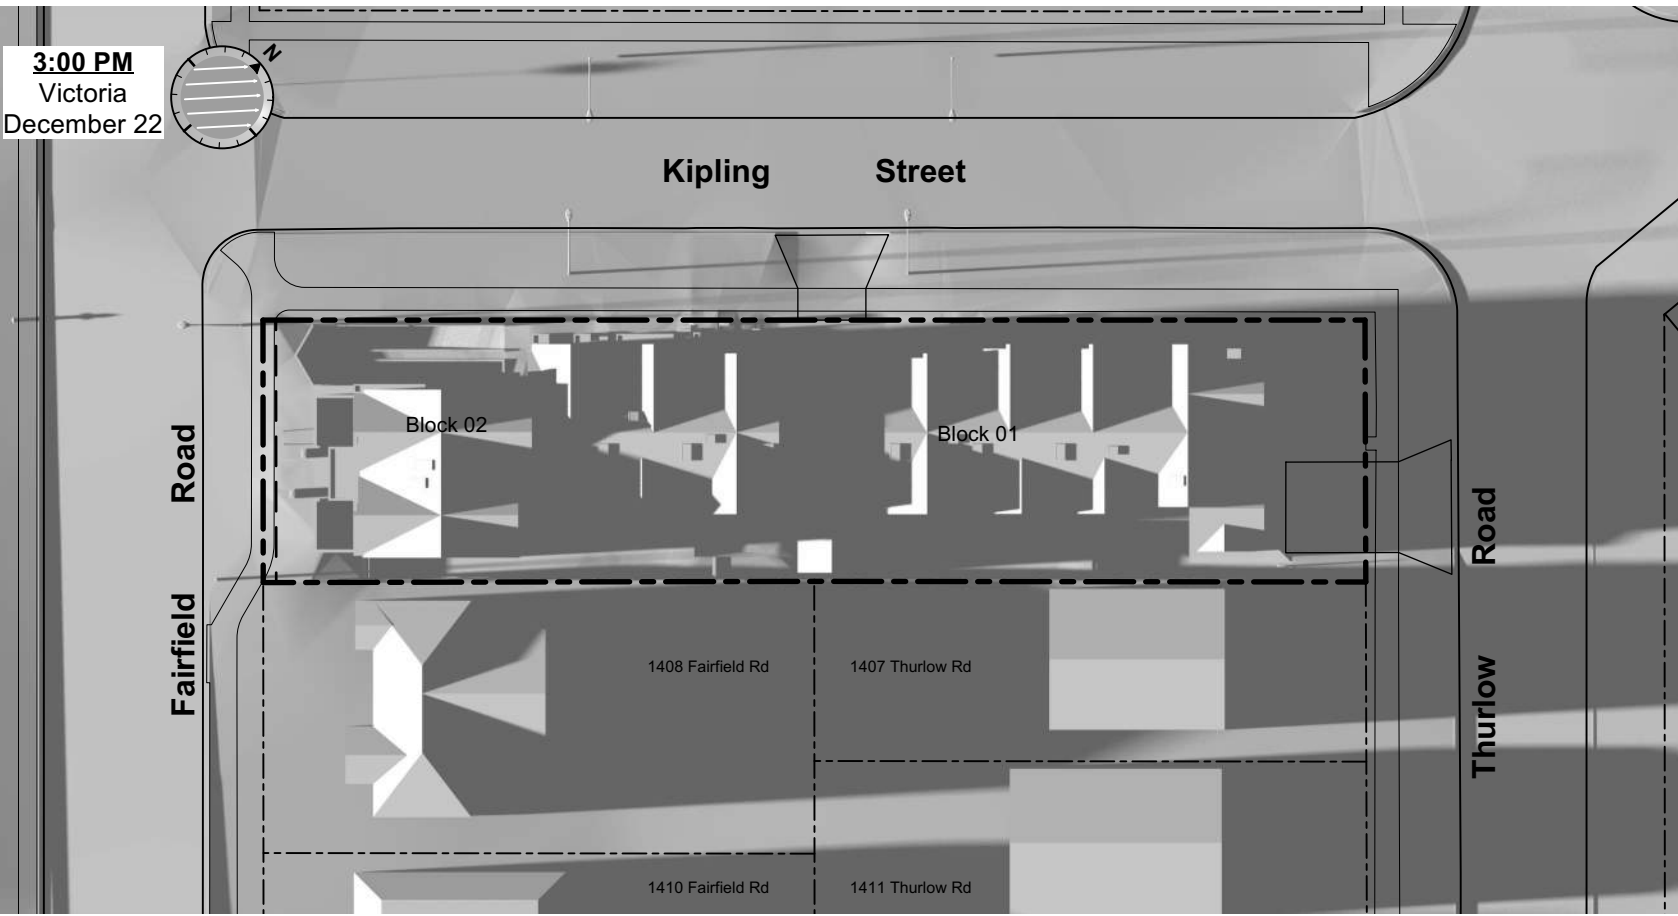 3:00 PM
Victoria
December 22
N
Kipling Street
Block 02
Block 01
Fairfield Road
Thurlow Road
1408 Fairfield Rd
1407 Thurlow Rd
1410 Fairfield Rd
1411 Thurlow Rd